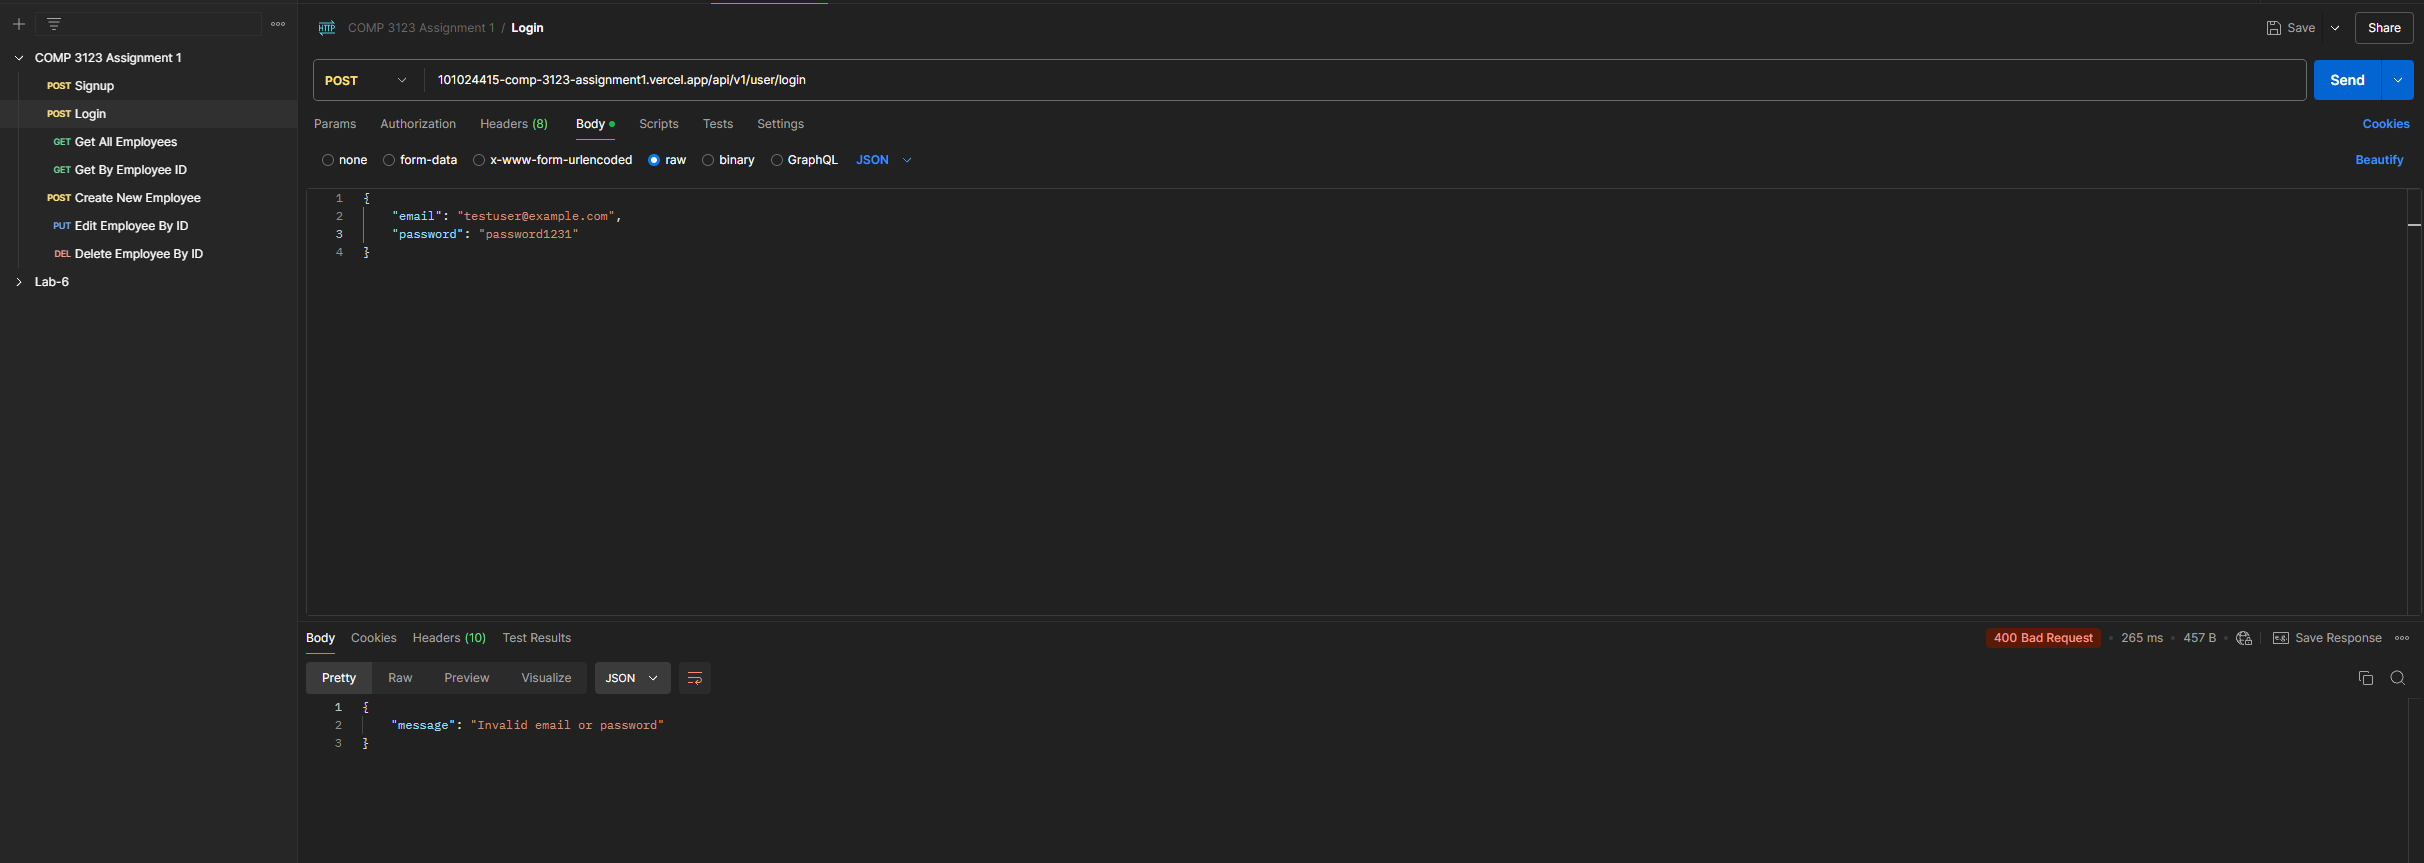 COMP 3123 Assignment 1
POST Signup
POST Login
GET Get All Employees
GET Get By Employee ID
POST Create New Employee
PUT Edit Employee By ID
DEL Delete Employee By ID
Lab-6
HTTP COMP 3123 Assignment 1 / Login
Save
Share
POST 101024415-comp-3123-assignment1.vercel.app/api/v1/user/login
Send
Params Authorization Headers (8) Body Scripts Tests Settings
Cookies
none form-data x-www-form-urlencoded raw binary GraphQL JSON
Beautify
1 {
2 "email": "testuser@example.com",
3 "password": "password1231"
4 }
Body Cookies Headers (10) Test Results
400 Bad Request • 265 ms • 457 B
e.g. Save Response
Pretty Raw Preview Visualize JSON
1 {
2 "message": "Invalid email or password"
3 }